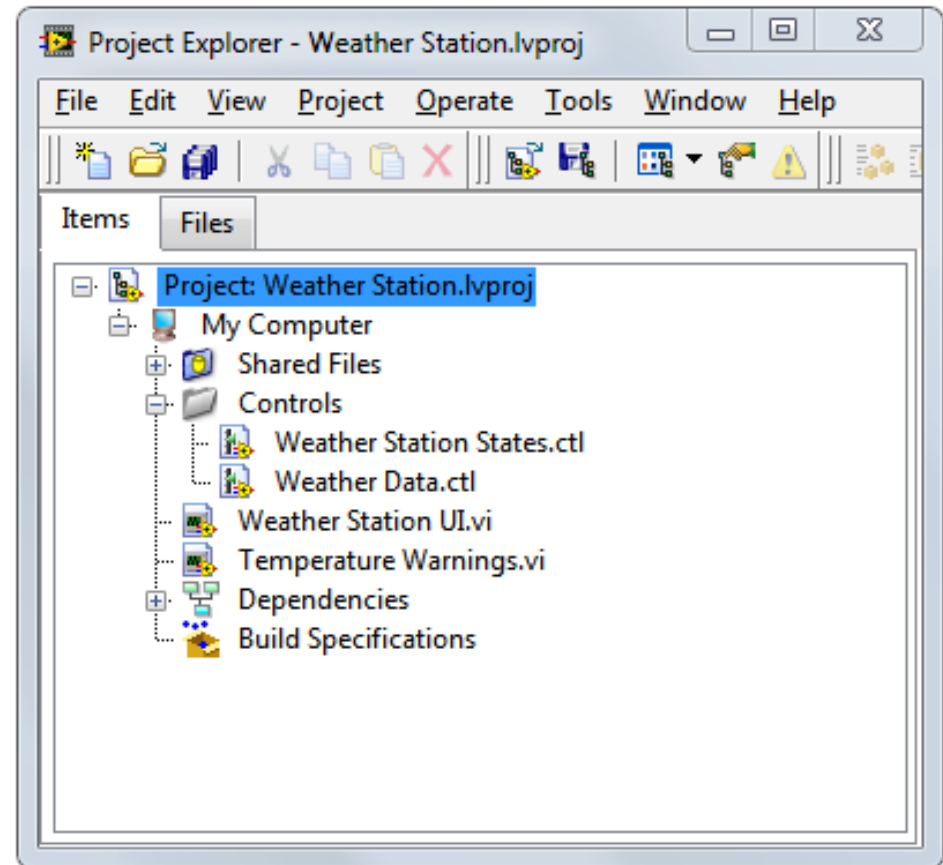 Project Explorer - Weather Station.lvproj
File Edit View Project Operate Tools Window Help
Items Files
Project: Weather Station.lvproj
My Computer
Shared Files
Controls
Weather Station States.ctl
Weather Data.ctl
Weather Station UI.vi
Temperature Warnings.vi
Dependencies
Build Specifications